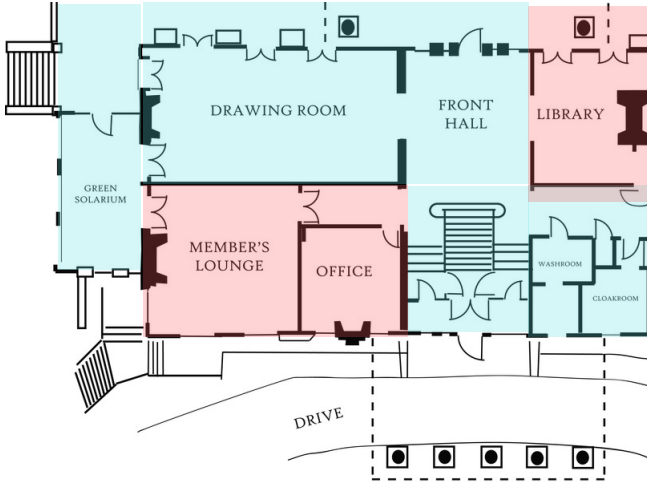 DRAWING ROOM
FRONT
HALL
LIBRARY
GREEN
SOLARIUM
MEMBER'S
LOUNGE
OFFICE
WASHROOM
CLOAKROOM
DRIVE